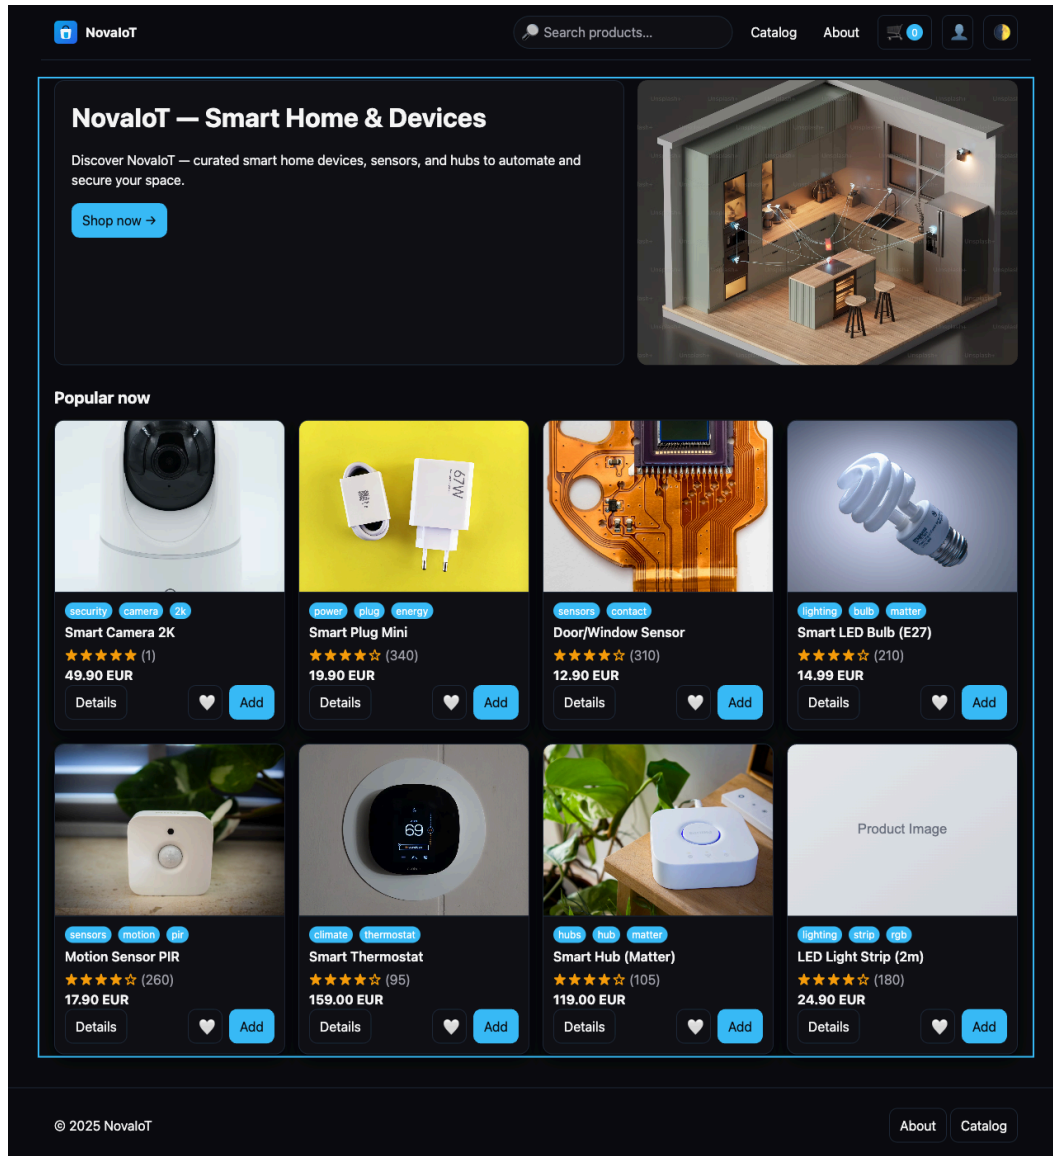 NovaIoT
Search products...
Catalog
About
0
NovaIoT — Smart Home & Devices
Discover NovaIoT — curated smart home devices, sensors, and hubs to automate and
secure your space.
Shop now →
Popular now
67W
security camera 2k
Smart Camera 2K
★★★★★ (1)
49.90 EUR
Details
Add
power plug energy
Smart Plug Mini
★★★★☆ (340)
19.90 EUR
Details
Add
sensors contact
Door/Window Sensor
★★★★☆ (310)
12.90 EUR
Details
Add
lighting bulb matter
Smart LED Bulb (E27)
★★★★☆ (210)
14.99 EUR
Details
Add
sensors motion pir
Motion Sensor PIR
★★★★☆ (260)
17.90 EUR
Details
Add
69
climate thermostat
Smart Thermostat
★★★★☆ (95)
159.00 EUR
Details
Add
hubs hub matter
Smart Hub (Matter)
★★★★☆ (105)
119.00 EUR
Details
Add
Product Image
lighting strip rgb
LED Light Strip (2m)
★★★★☆ (180)
24.90 EUR
Details
Add
© 2025 NovaIoT
About
Catalog